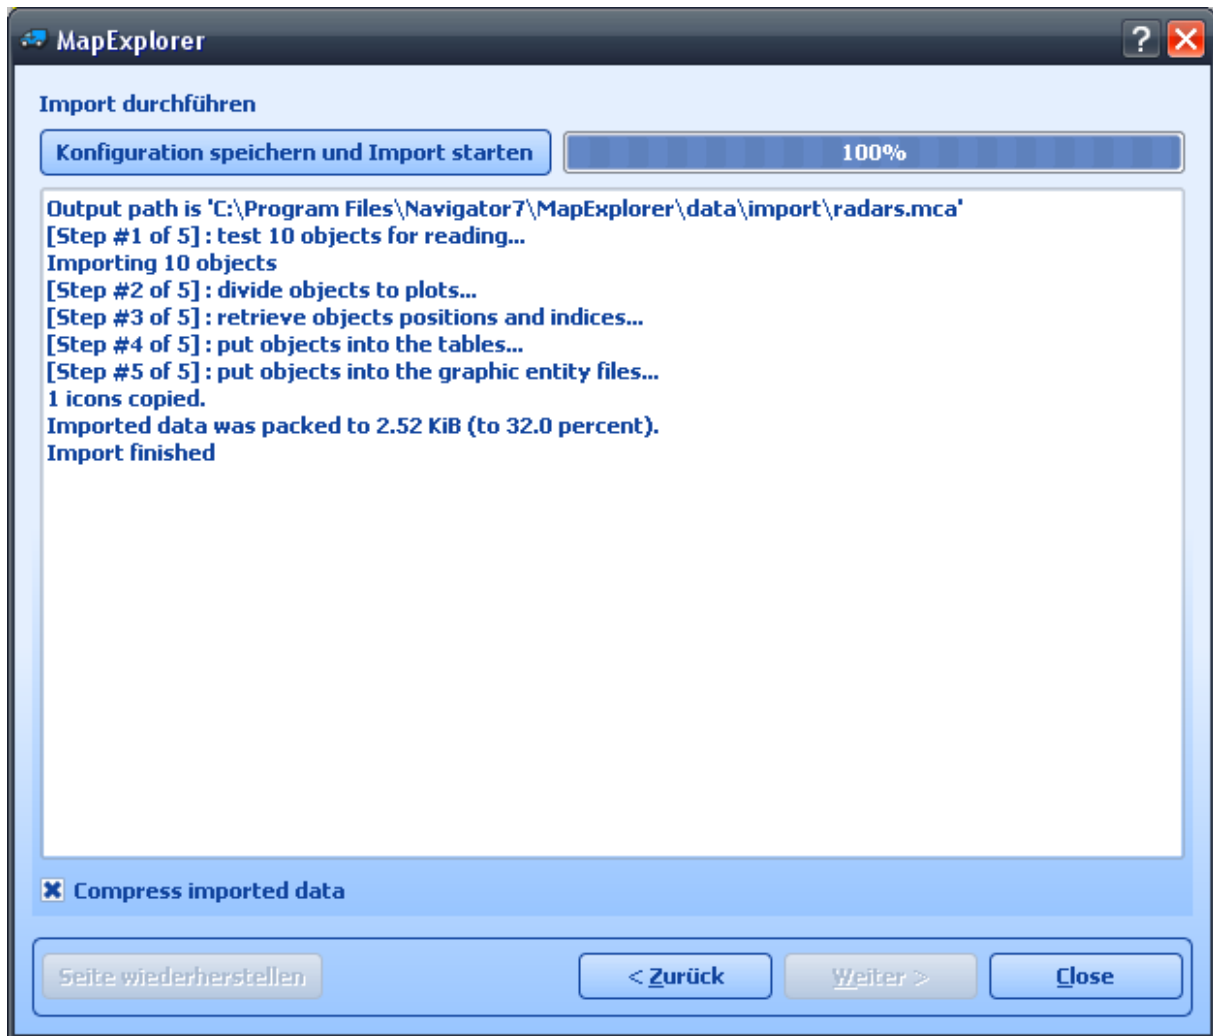 MapExplorer
Import durchführen
Konfiguration speichern und Import starten
100%
Output path is 'C:\Program Files\Navigator7\MapExplorer\data\import\radars.mca'
[Step #1 of 5] : test 10 objects for reading...
Importing 10 objects
[Step #2 of 5] : divide objects to plots...
[Step #3 of 5] : retrieve objects positions and indices...
[Step #4 of 5] : put objects into the tables...
[Step #5 of 5] : put objects into the graphic entity files...
1 icons copied.
Imported data was packed to 2.52 KiB (to 32.0 percent).
Import finished
Compress imported data
Seite wiederherstellen
< Zurück
Weiter >
Close